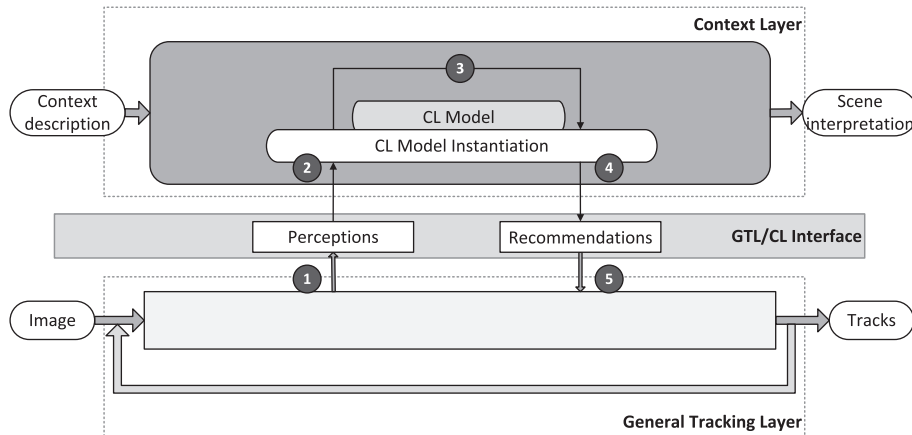 Context Layer
3
Context
description
CL Model
Scene
interpretation
CL Model Instantiation
2
4
Perceptions
Recommendations
GTL/CL Interface
1
5
Image
Tracks
General Tracking Layer